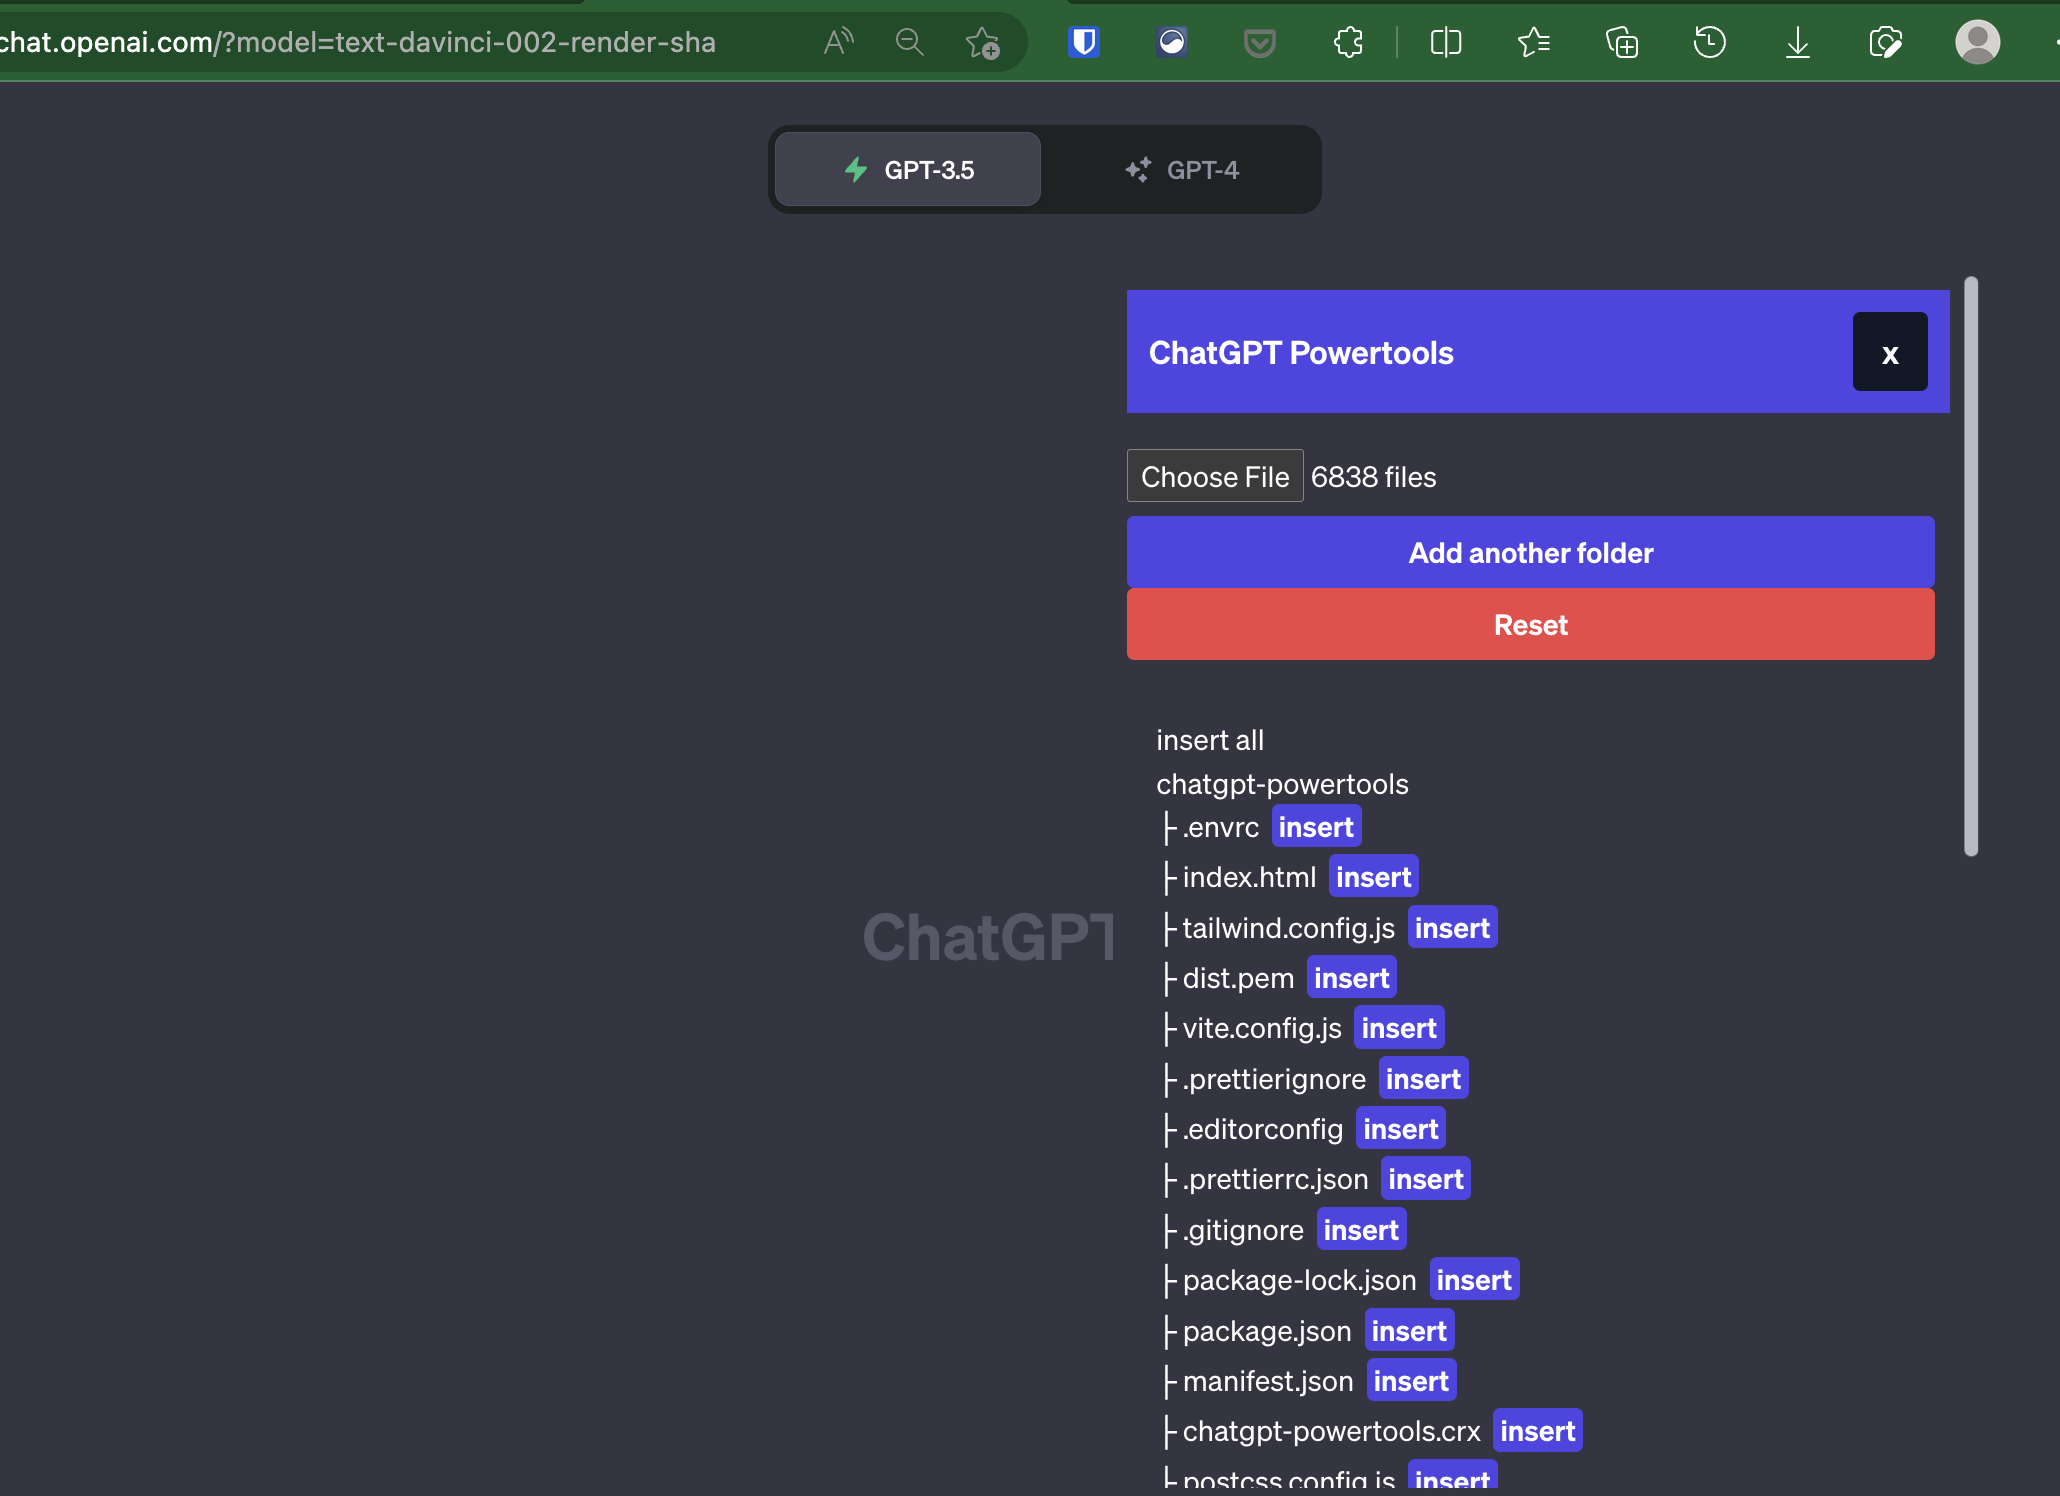 chat.openai.com/?model=text-davinci-002-render-sha
GPT-3.5
GPT-4
ChatGPT Powertools
x
Choose File 6838 files
Add another folder
Reset
insert all
chatgpt-powertools
├ .envrc insert
├ index.html insert
├ tailwind.config.js insert
├ dist.pem insert
├ vite.config.js insert
├ .prettierignore insert
├ .editorconfig insert
├ .prettierrc.json insert
├ .gitignore insert
├ package-lock.json insert
├ package.json insert
├ manifest.json insert
├ chatgpt-powertools.crx insert
├ postcss.config.js insert
ChatGPT